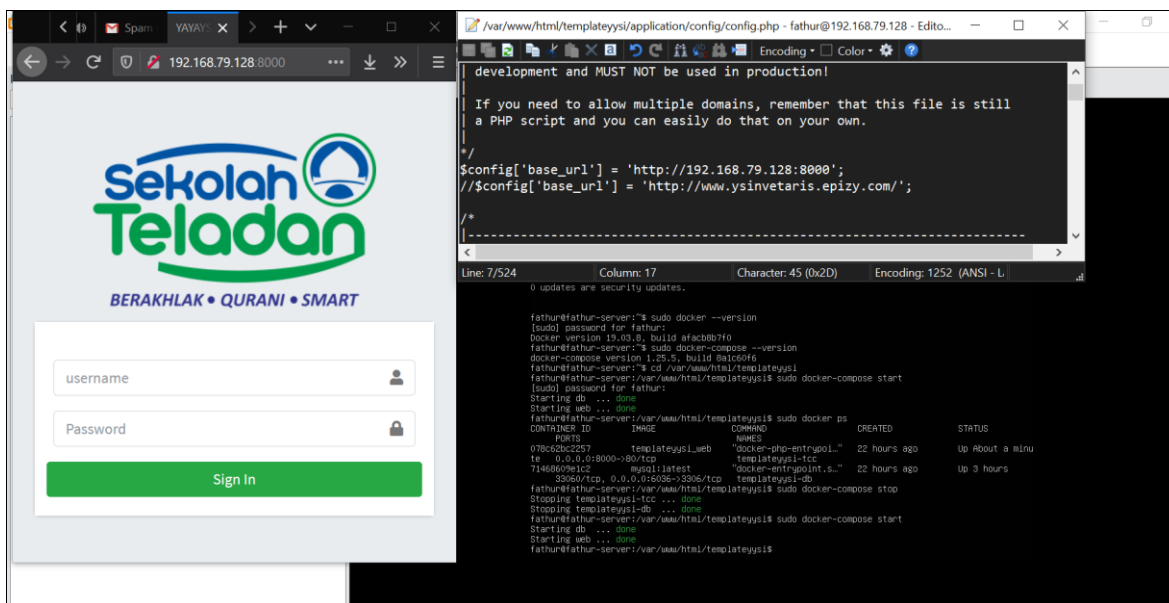 Spam
YAYAYS
192.168.79.128:8000
Sekolah
Teladan
BERAKHLAK • QURANI • SMART
username
Password
Sign In
/var/www/html/templateyysi/application/config/config.php - fathur@192.168.79.128 - Edito...
Encoding
Color
| development and MUST NOT be used in production!
|
| If you need to allow multiple domains, remember that this file is still
| a PHP script and you can easily do that on your own.
|
*/
$config['base_url'] = 'http://192.168.79.128:8000';
//$config['base_url'] = 'http://www.ysinvetaris.epizy.com/';
/*
|--------------------------------------------------------------------------
Line: 7/524 Column: 17 Character: 45 (0x2D) Encoding: 1252 (ANSI - L
0 updates are security updates.
fathur@fathur-server:~$ sudo docker --version
[sudo] password for fathur:
Docker version 19.03.8, build afacb8b7f0
fathur@fathur-server:~$ sudo docker-compose --version
docker-compose version 1.25.5, build 8a1c60f6
fathur@fathur-server:~$ cd /var/www/html/templateyysi
fathur@fathur-server:/var/www/html/templateyysi$ sudo docker-compose start
[sudo] password for fathur:
Starting db ... done
Starting web ... done
fathur@fathur-server:/var/www/html/templateyysi$ sudo docker ps
CONTAINER ID IMAGE COMMAND CREATED STATUS
PORTS NAMES
078c62bc2257 templateyysi_web "docker-php-entrypoi…" 22 hours ago Up About a minu
te 0.0.0.0:8000->80/tcp templateyysi-tcc
71468609e1c2 mysql:latest "docker-entrypoint.s…" 22 hours ago Up 3 hours
33060/tcp, 0.0.0.0:6036->3306/tcp templateyysi-db
fathur@fathur-server:/var/www/html/templateyysi$ sudo docker-compose stop
Stopping templateyysi-tcc ... done
Stopping templateyysi-db ... done
fathur@fathur-server:/var/www/html/templateyysi$ sudo docker-compose start
Starting db ... done
Starting web ... done
fathur@fathur-server:/var/www/html/templateyysi$